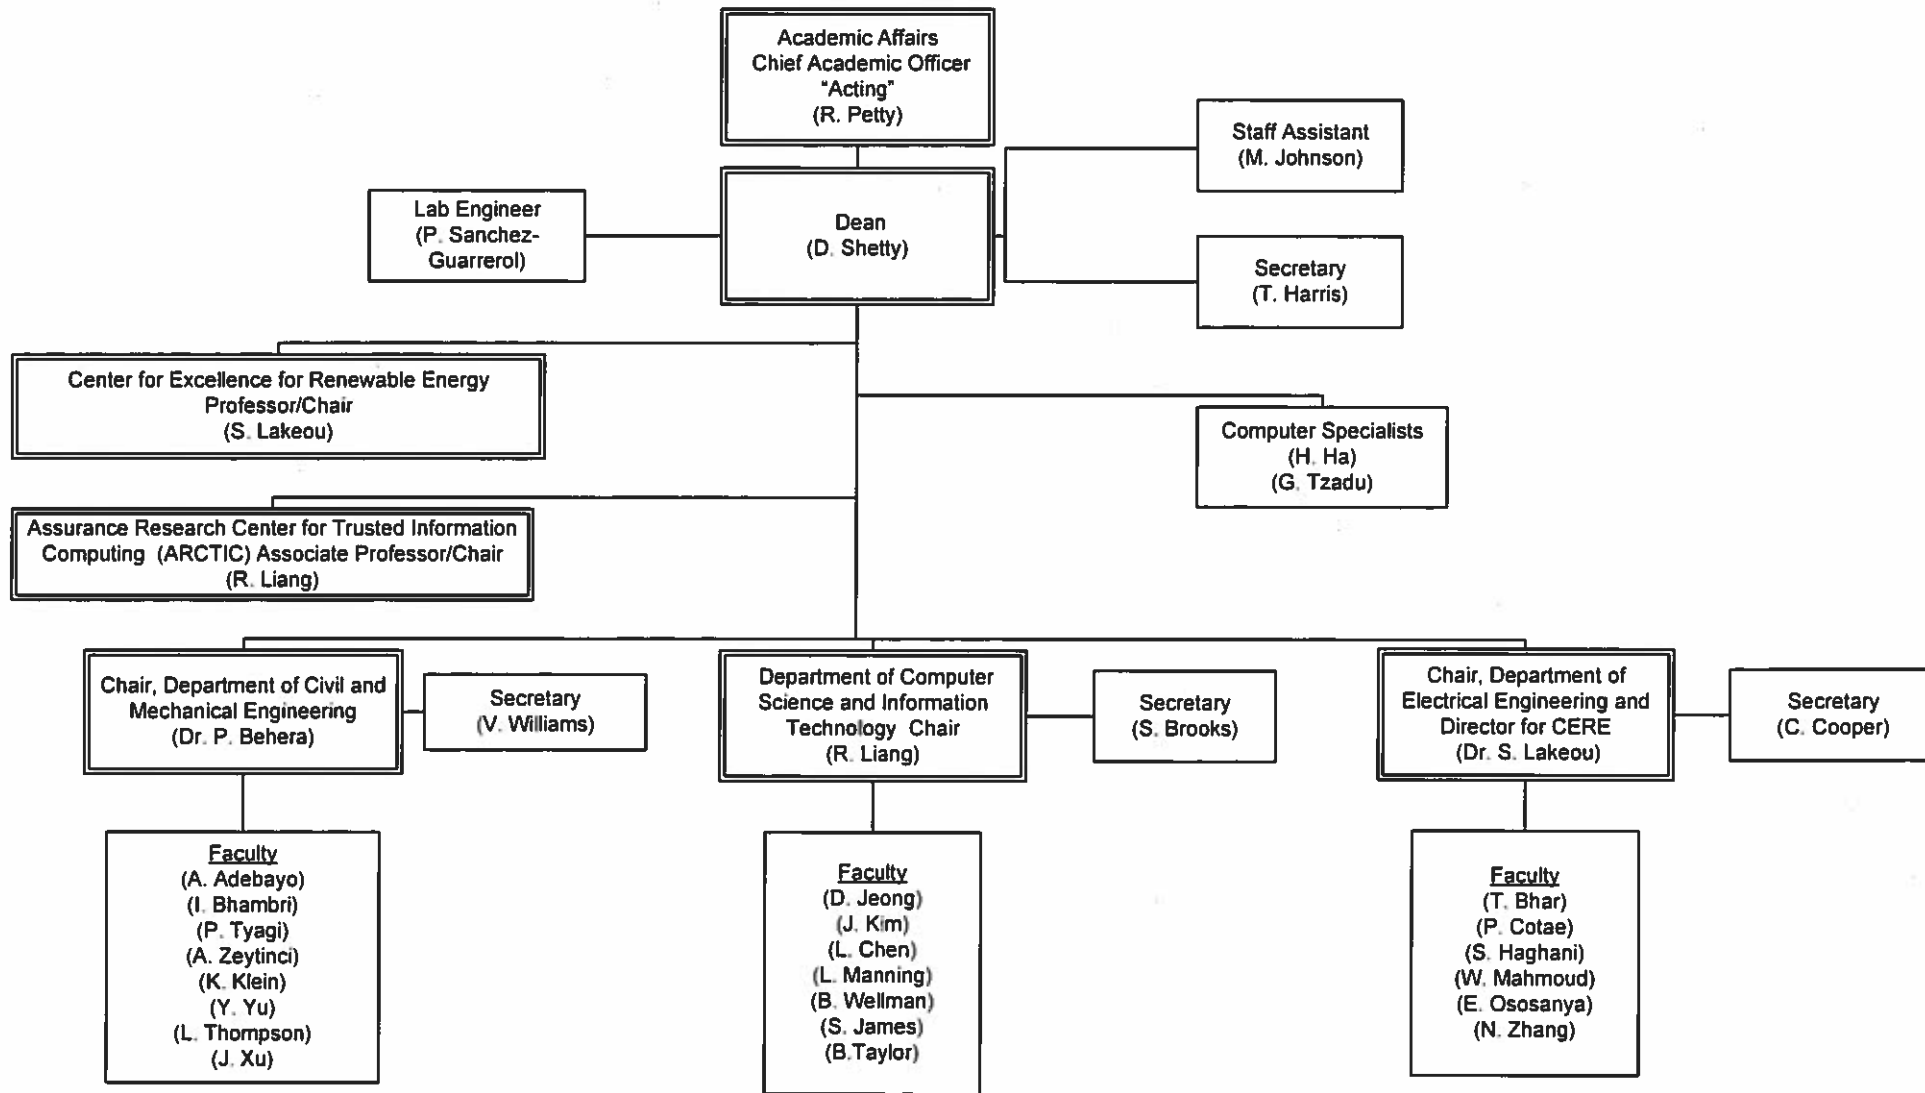 Academic Affairs
Chief Academic Officer
"Acting"
(R. Petty)
Staff Assistant
(M. Johnson)
Lab Engineer
(P. Sanchez-
Guarrerol)
Dean
(D. Shetty)
Secretary
(T. Harris)
Center for Excellence for Renewable Energy
Professor/Chair
(S. Lakeou)
Computer Specialists
(H. Ha)
(G. Tzadu)
Assurance Research Center for Trusted Information
Computing (ARCTIC) Associate Professor/Chair
(R. Liang)
Chair, Department of Civil and
Mechanical Engineering
(Dr. P. Behera)
Secretary
(V. Williams)
Department of Computer
Science and Information
Technology Chair
(R. Liang)
Secretary
(S. Brooks)
Chair, Department of
Electrical Engineering and
Director for CERE
(Dr. S. Lakeou)
Secretary
(C. Cooper)
Faculty
(A. Adebayo)
(I. Bhambri)
(P. Tyagi)
(A. Zeytinci)
(K. Klein)
(Y. Yu)
(L. Thompson)
(J. Xu)
Faculty
(D. Jeong)
(J. Kim)
(L. Chen)
(L. Manning)
(B. Wellman)
(S. James)
(B.Taylor)
Faculty
(T. Bhar)
(P. Cotae)
(S. Haghani)
(W. Mahmoud)
(E. Ososanya)
(N. Zhang)